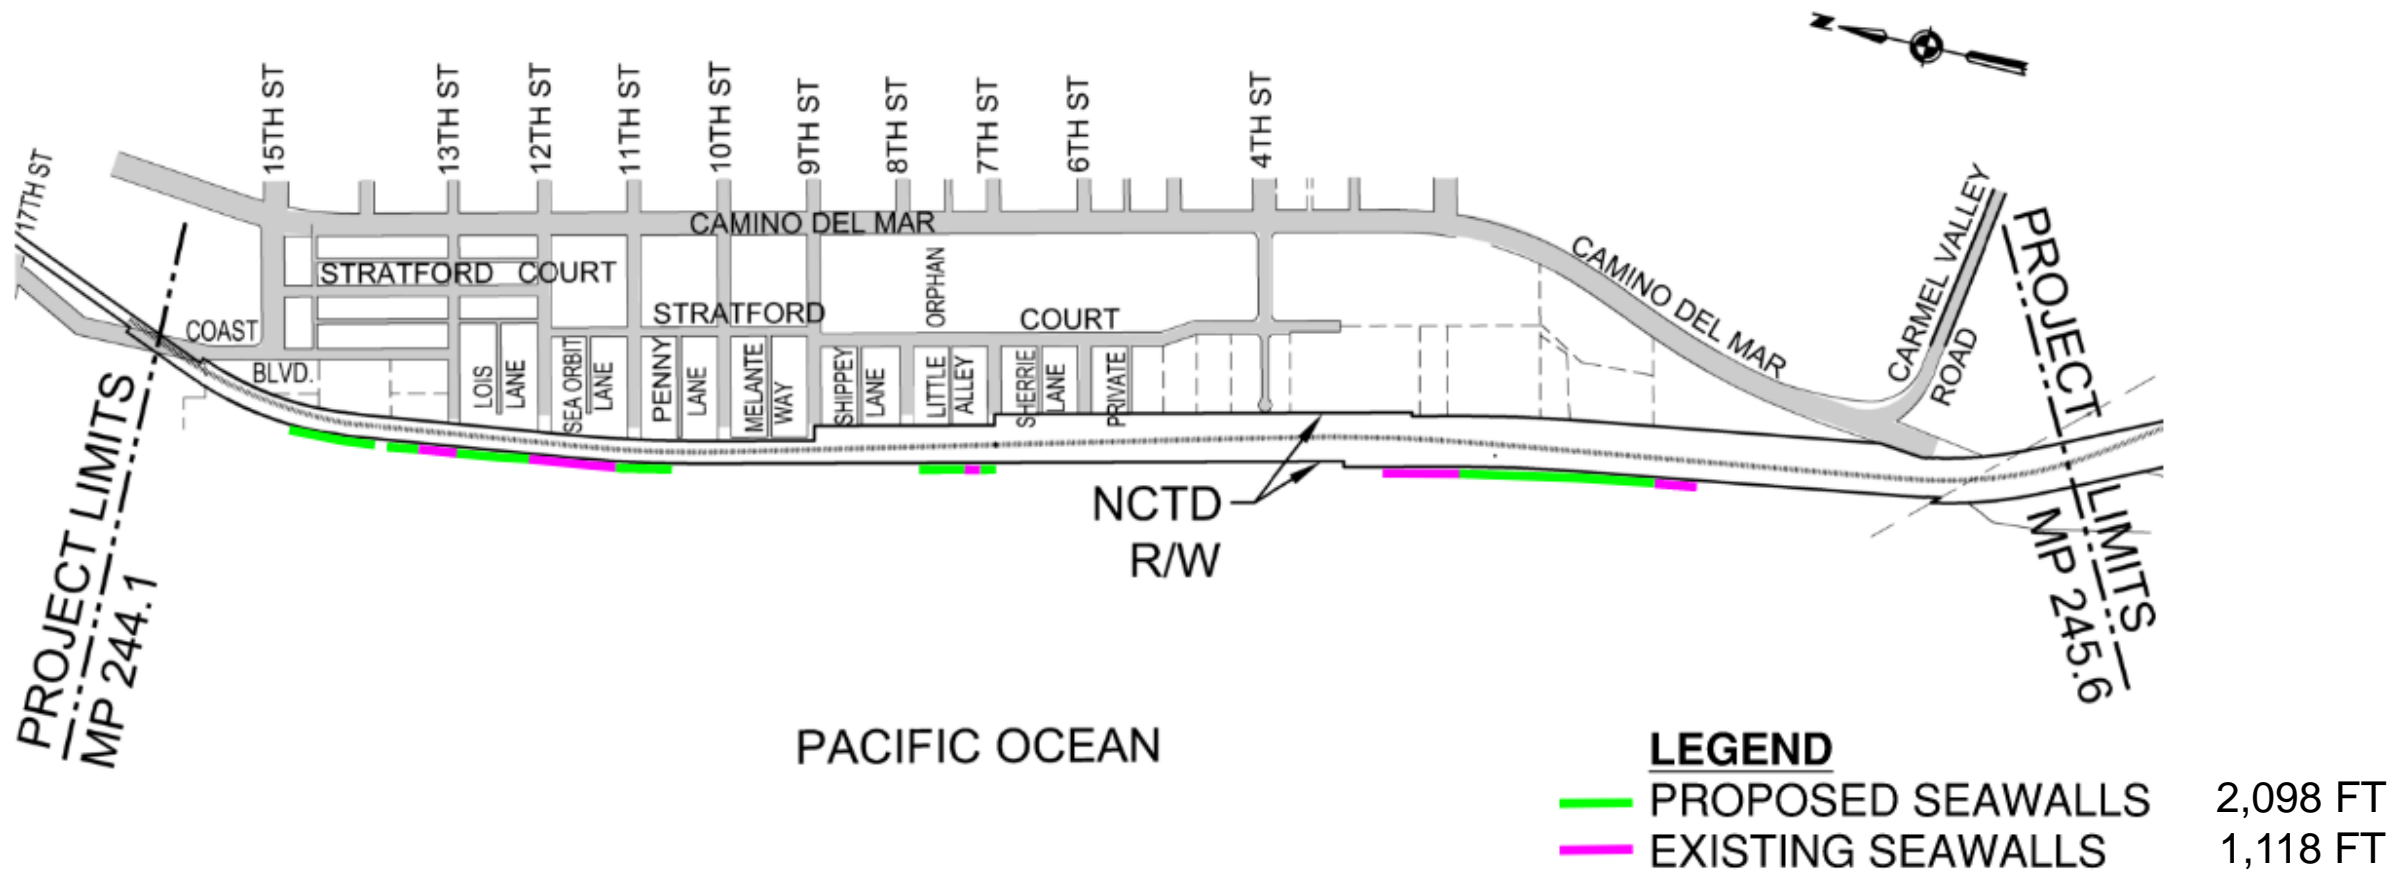 N
17TH ST
15TH ST
13TH ST
12TH ST
11TH ST
10TH ST
9TH ST
8TH ST
7TH ST
6TH ST
4TH ST
CAMINO DEL MAR
CAMINO DEL MAR
CARMEL VALLEY
ROAD
STRATFORD COURT
STRATFORD
COURT
ORPHAN
COAST
BLVD.
LOIS
LANE
SEA ORBIT
LANE
PENNY
LANE
MELANTE
WAY
SHIPPEY
LANE
LITTLE
ALLEY
SHERRIE
LANE
PRIVATE
PROJECT LIMITS
MP 244.1
PROJECT LIMITS
MP 245.6
NCTD
R/W
PACIFIC OCEAN
LEGEND
PROPOSED SEAWALLS 2,098 FT
EXISTING SEAWALLS 1,118 FT